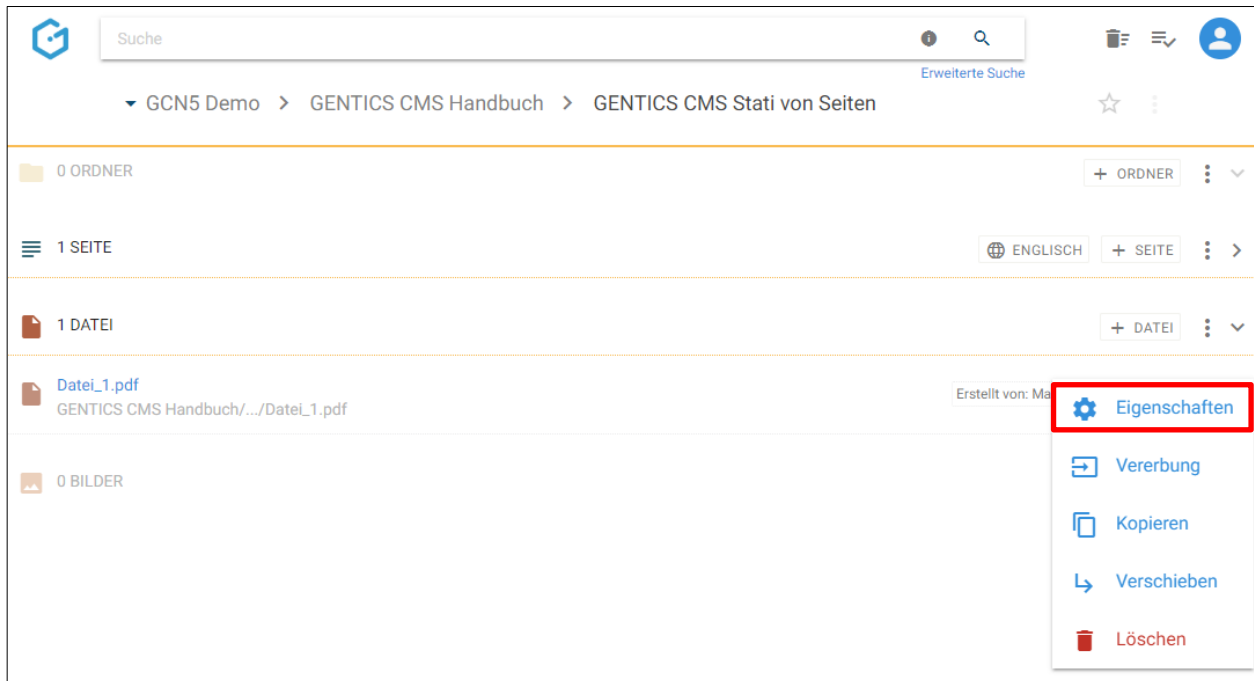 Suche
Erweiterte Suche
GCN5 Demo > GENTICS CMS Handbuch > GENTICS CMS Stati von Seiten
0 ORDNER
+ ORDNER
1 SEITE
ENGLISCH
+ SEITE
1 DATEI
+ DATEI
Datei_1.pdf
GENTICS CMS Handbuch/.../Datei_1.pdf
Erstellt von: Ma
Eigenschaften
Vererbung
0 BILDER
Kopieren
Verschieben
Löschen